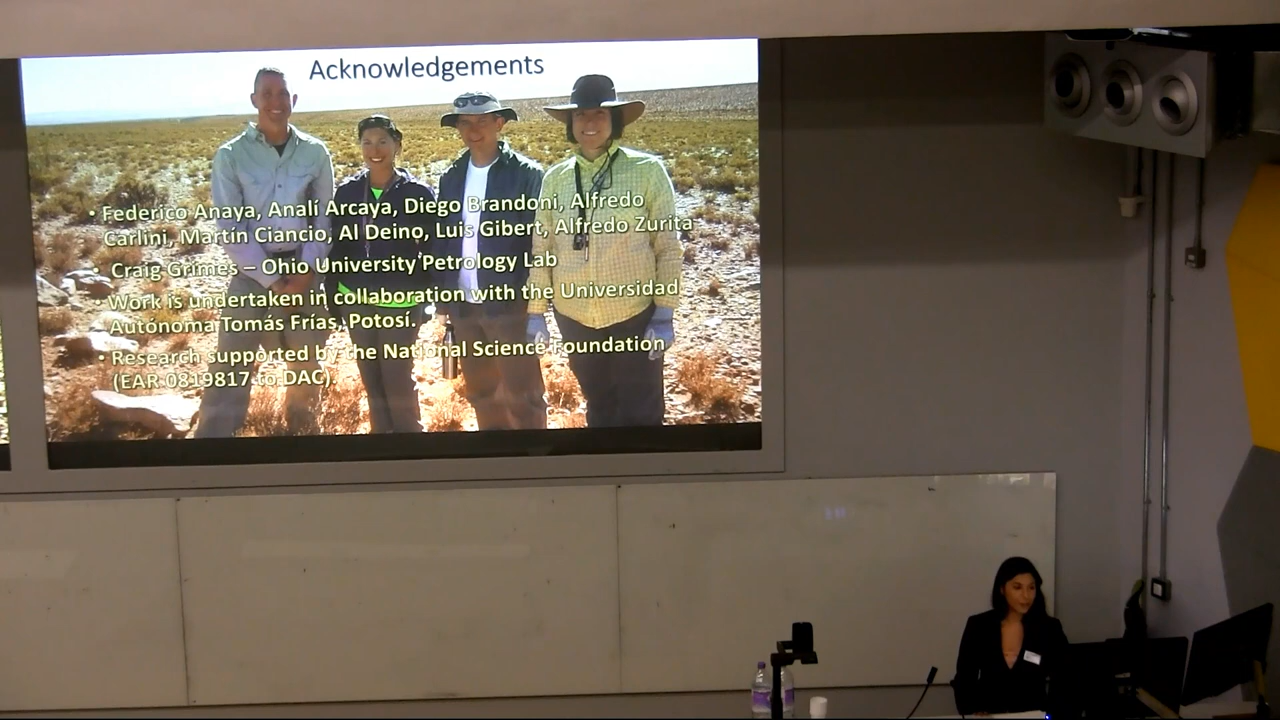 Acknowledgements
• Federico Anaya, Analí Arcaya, Diego Brandoni, Alfredo
Carlini, Martín Ciancio, Al Deino, Luis Gibert, Alfredo Zurita
• Craig Grimes – Ohio University Petrology Lab
• Work is undertaken in collaboration with the Universidad
Autónoma Tomás Frías, Potosí.
• Research supported by the National Science Foundation
(EAR 0819817 to DAC).